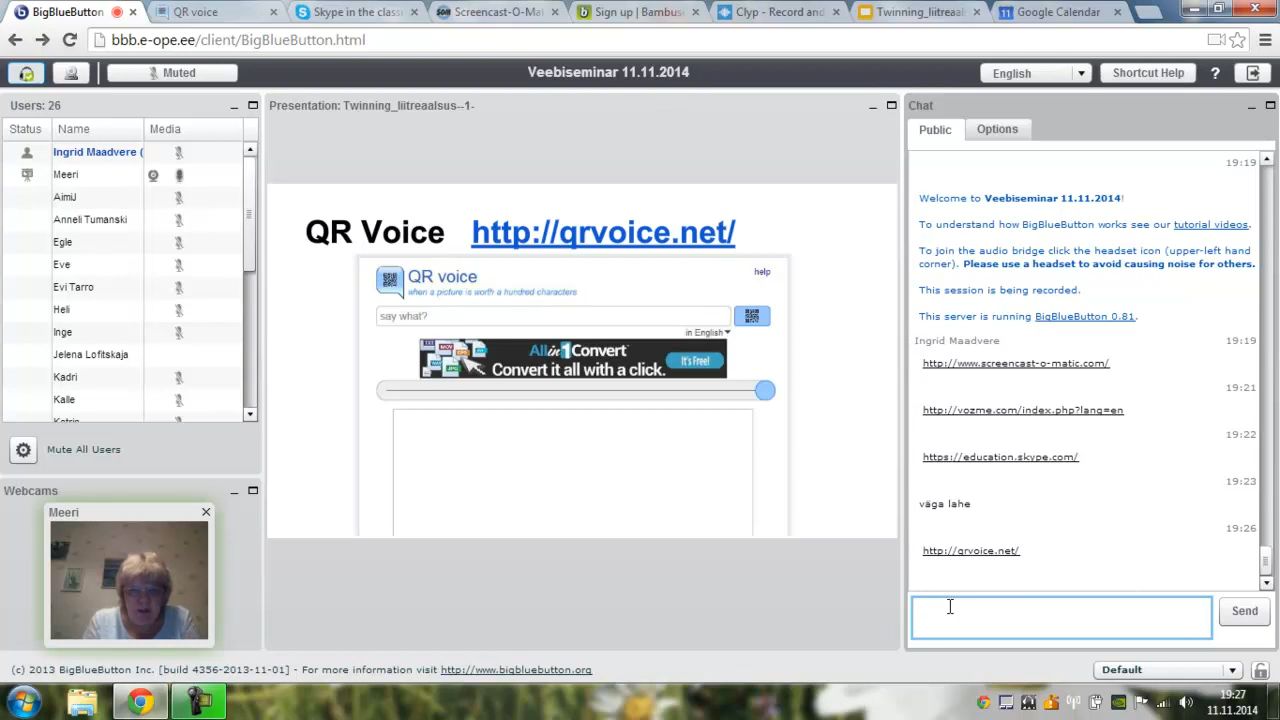 BigBlueButton
QR voice
Skype in the class
Screencast-O-Mat
Sign up | Bambuse
Clyp - Record and
Twinning_liitreaals
Google Calendar
bbb.e-ope.ee/client/BigBlueButton.html
Muted
Veebiseminar 11.11.2014
English
Shortcut Help
?
Users: 26
Status Name Media
Ingrid Maadvere (
Meeri
AimiJ
Anneli Tumanski
Egle
Eve
Evi Tarro
Heli
Inge
Jelena Lofitskaja
Kadri
Kalle
Katrin
Mute All Users
Webcams
Meeri
Presentation: Twinning_liitreaalsus--1-
QR Voice http://qrvoice.net/
QR voice
help
when a picture is worth a hundred characters
say what?
in English
MOV
All in 1 Convert
Convert it all with a click.
It's Free!
Chat
Public
Options
19:19
Welcome to Veebiseminar 11.11.2014!
To understand how BigBlueButton works see our tutorial videos.
To join the audio bridge click the headset icon (upper-left hand
corner). Please use a headset to avoid causing noise for others.
This session is being recorded.
This server is running BigBlueButton 0.81.
Ingrid Maadvere 19:19
http://www.screencast-o-matic.com/
19:21
http://vozme.com/index.php?lang=en
19:22
https://education.skype.com/
19:23
väga lahe
19:26
http://qrvoice.net/
Send
(c) 2013 BigBlueButton Inc. [build 4356-2013-11-01] - For more information visit http://www.bigbluebutton.org
Default
19:27
11.11.2014